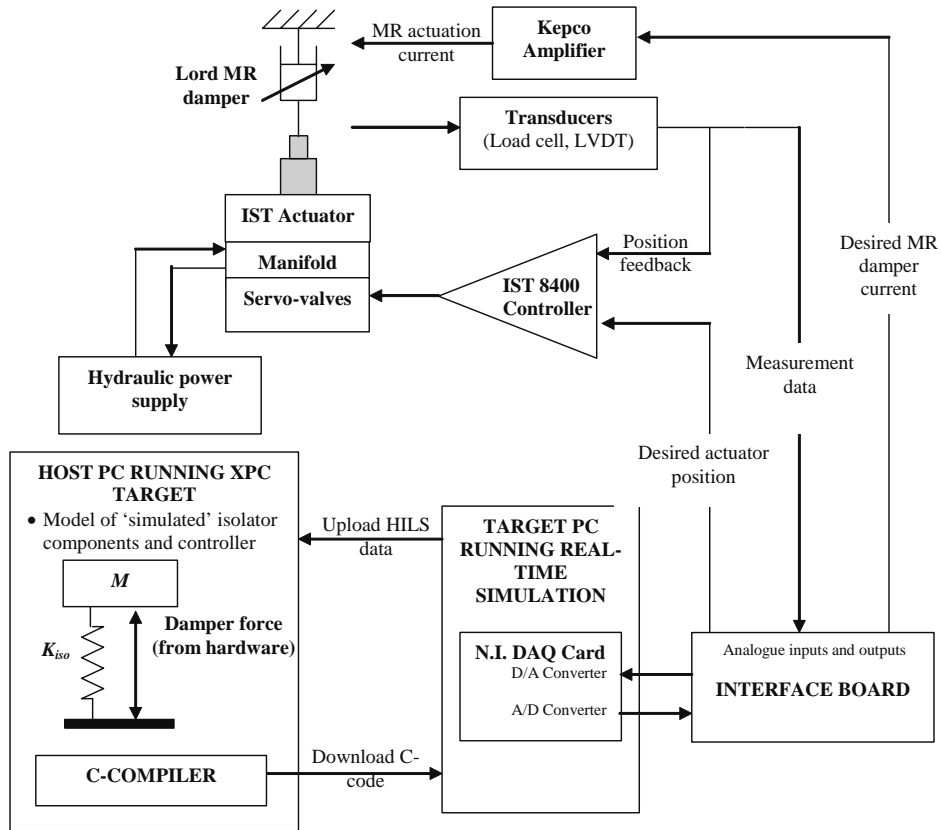 MR actuation
current
Kepco
Amplifier
Lord MR
damper
Transducers
(Load cell, LVDT)
IST Actuator
Manifold
Servo-valves
Position
feedback
IST 8400
Controller
Desired MR
damper
current
Hydraulic power
supply
Measurement
data
Desired actuator
position
HOST PC RUNNING XPC
TARGET
• Model of ‘simulated’ isolator
components and controller
M
Kiso
Damper force
(from hardware)
C-COMPILER
Upload HILS
data
Download C-
code
TARGET PC
RUNNING REAL-
TIME
SIMULATION
N.I. DAQ Card
D/A Converter
A/D Converter
Analogue inputs and outputs
INTERFACE BOARD